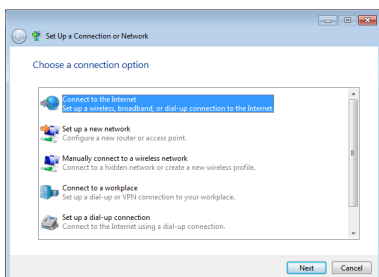 Set Up a Connection or Network
Choose a connection option
Connect to the Internet
Set up a wireless, broadband, or dial-up connection to the Internet
Set up a new network
Configure a new router or access point.
Manually connect to a wireless network
Connect to a hidden network or create a new wireless profile.
Connect to a workplace
Set up a dial-up or VPN connection to your workplace.
Set up a dial-up connection
Connect to the Internet using a dial-up connection.
Next Cancel